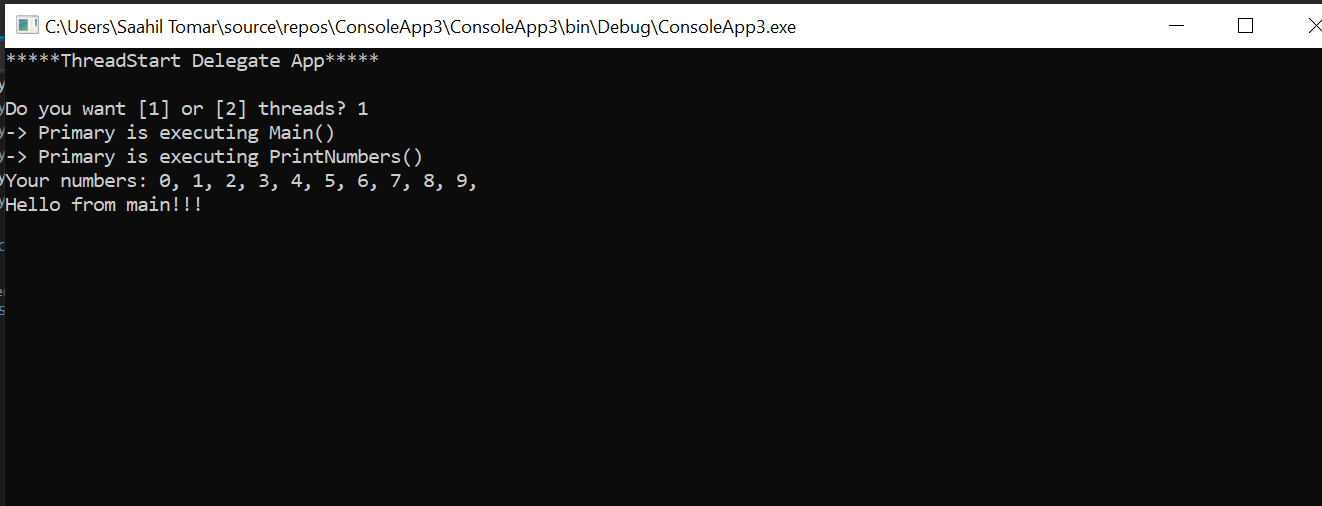 C:\Users\Saahil Tomar\source\repos\ConsoleApp3\ConsoleApp3\bin\Debug\ConsoleApp3.exe
*****ThreadStart Delegate App*****
Do you want [1] or [2] threads? 1
-> Primary is executing Main()
-> Primary is executing PrintNumbers()
Your numbers: 0, 1, 2, 3, 4, 5, 6, 7, 8, 9,
Hello from main!!!